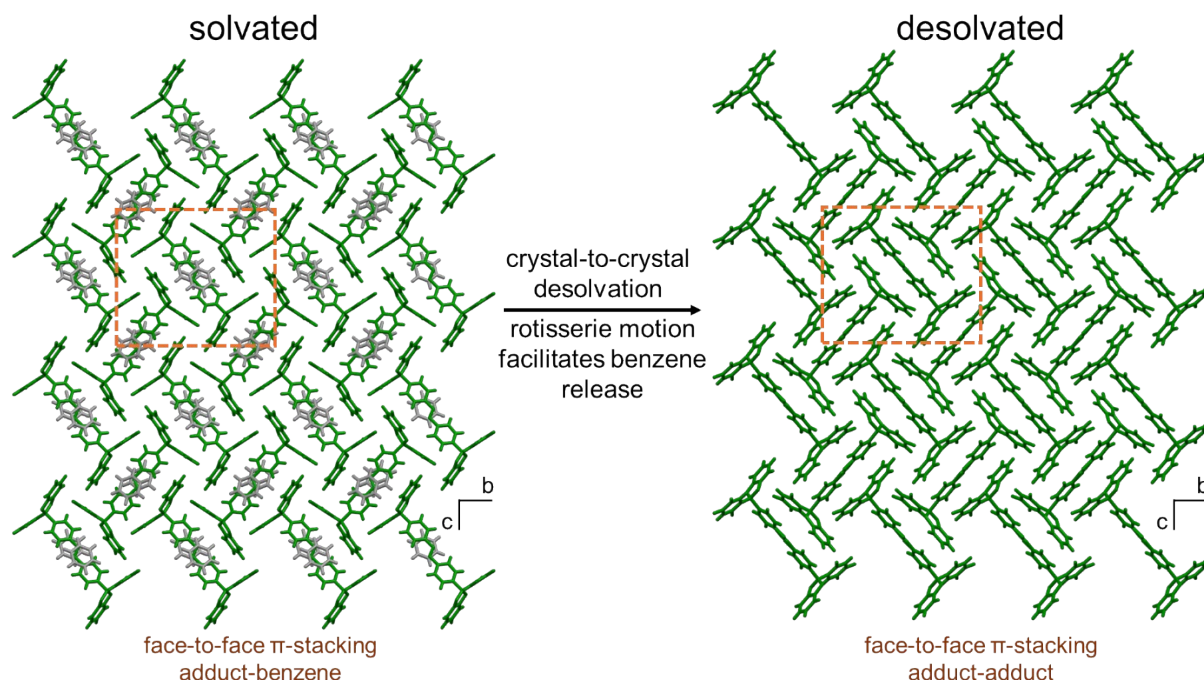 solvated
desolvated
crystal-to-crystal
desolvation
rotisserie motion
facilitates benzene
release
b
c
b
c
face-to-face π-stacking
adduct-benzene
face-to-face π-stacking
adduct-adduct